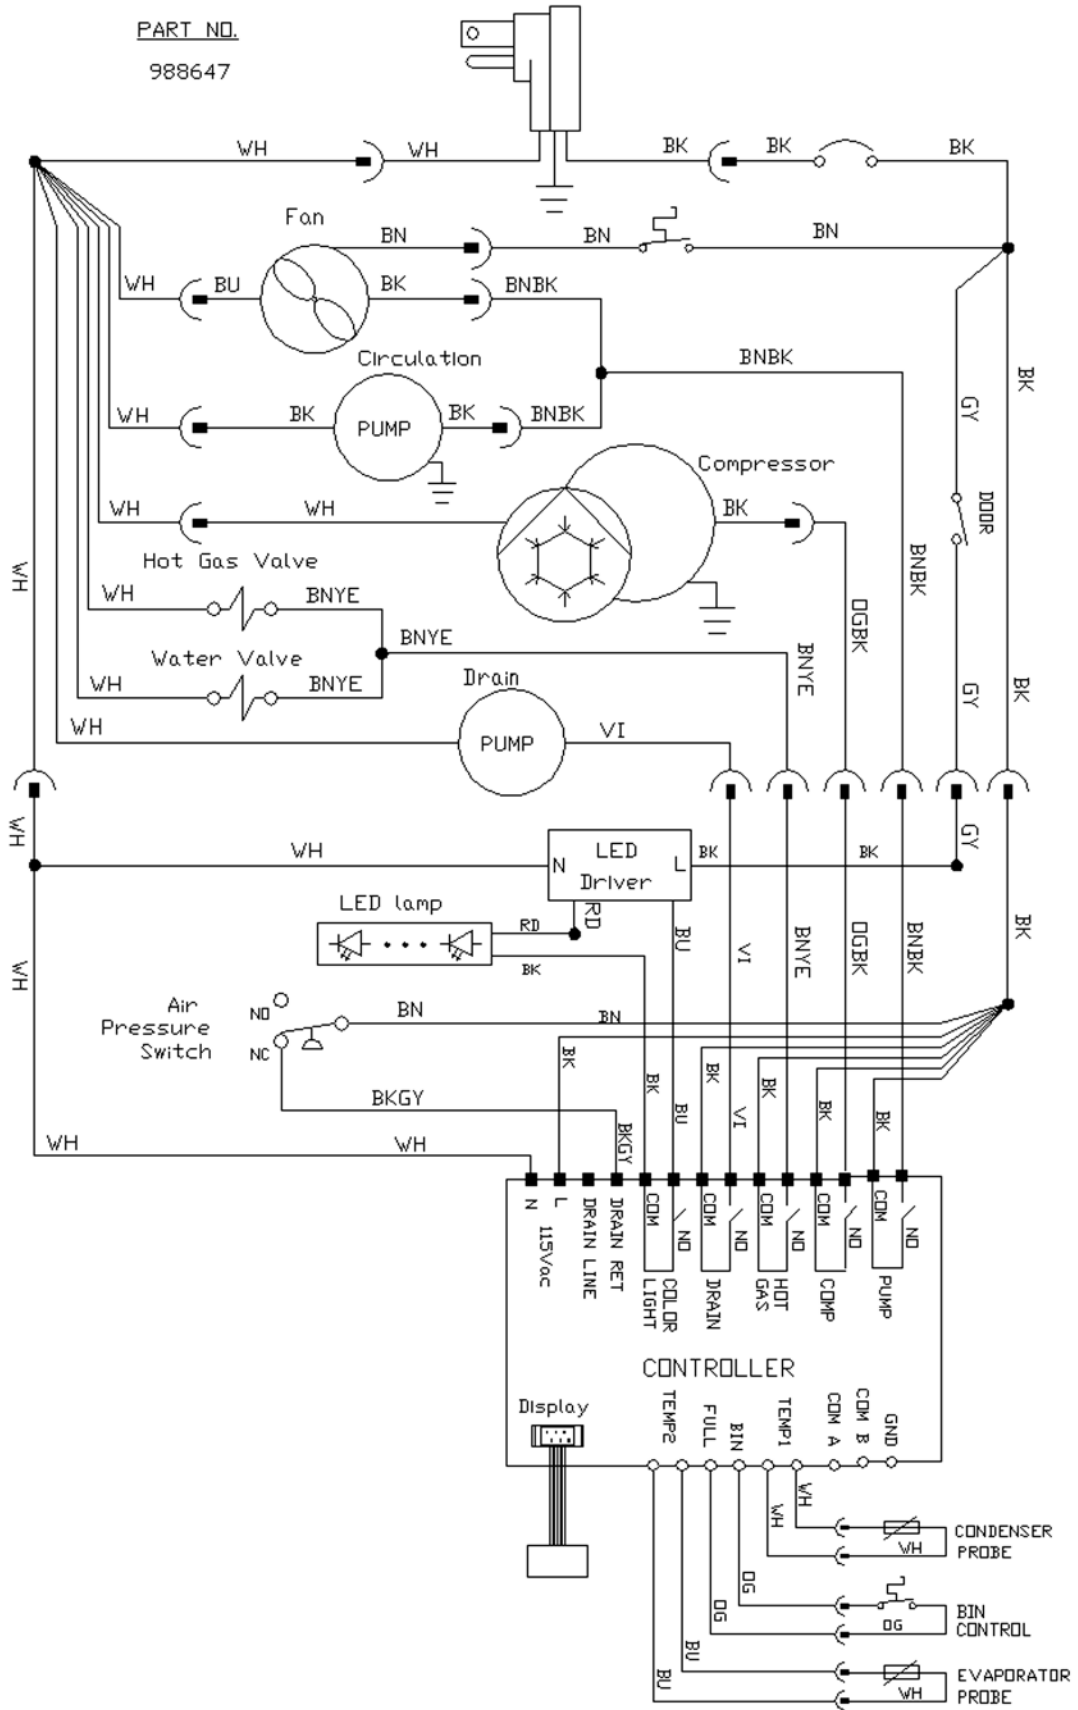 PART NO.
988647
WH
WH
BK
BK
BK
Fan
BN
BN
BN
WH
BU
BK
BNBK
Circulation
BNBK
BK
WH
BK
PUMP
BK
BNBK
GY
Compressor
WH
WH
BK
DOOR
Hot Gas Valve
WH
BNBK
WH
BNYE
OGBK
BNYE
Water Valve
BNYE
WH
BNYE
Drain
GY
BK
WH
PUMP
VI
WH
GY
WH
N
LED
Driver
L
BK
BK
LED lamp
RD
RD
BU
BK
VI
BNYE
OGBK
BNBK
BK
WH
Air
Pressure
Switch
NO
NC
BN
BN
BK
BK
BU
BK
VI
BK
BK
BK
BKGY
BKGY
WH
WH
N
L
115Vac
DRAIN LINE
DRAIN RET
COM
NO
COLOR
LIGHT
COM
NO
DRAIN
COM
NO
HOT
GAS
COM
NO
COMP
COM
NO
PUMP
CONTROLLER
Display
TEMP2
FULL
BIN
TEMP1
COM A
COM B
GND
WH
WH
WH
CONDENSER
PROBE
OG
OG
OG
BIN
CONTROL
BU
BU
WH
EVAPORATOR
PROBE